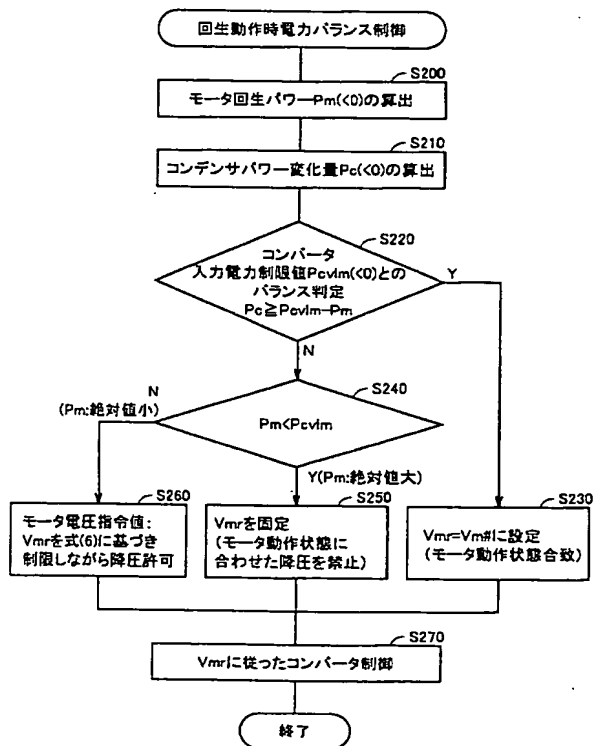 回生動作時電力バランス制御
S200
モータ回生パワーPm(<0)の算出
S210
コンデンサパワー変化量Pc(<0)の算出
S220
コンバータ
入力電力制限値Pcvlm(<0)との
バランス判定
Pc≧Pcvlm-Pm
Y
N
S240
N
(Pm:絶対値小)
Pm<Pcvlm
Y(Pm:絶対値大)
S260
モータ電圧指令値:
Vmrを式(6)に基づき
制限しながら降圧許可
S250
Vmrを固定
(モータ動作状態に
合わせた降圧を禁止)
S230
Vmr=Vm#に設定
(モータ動作状態合致)
S270
Vmrに従ったコンバータ制御
終了